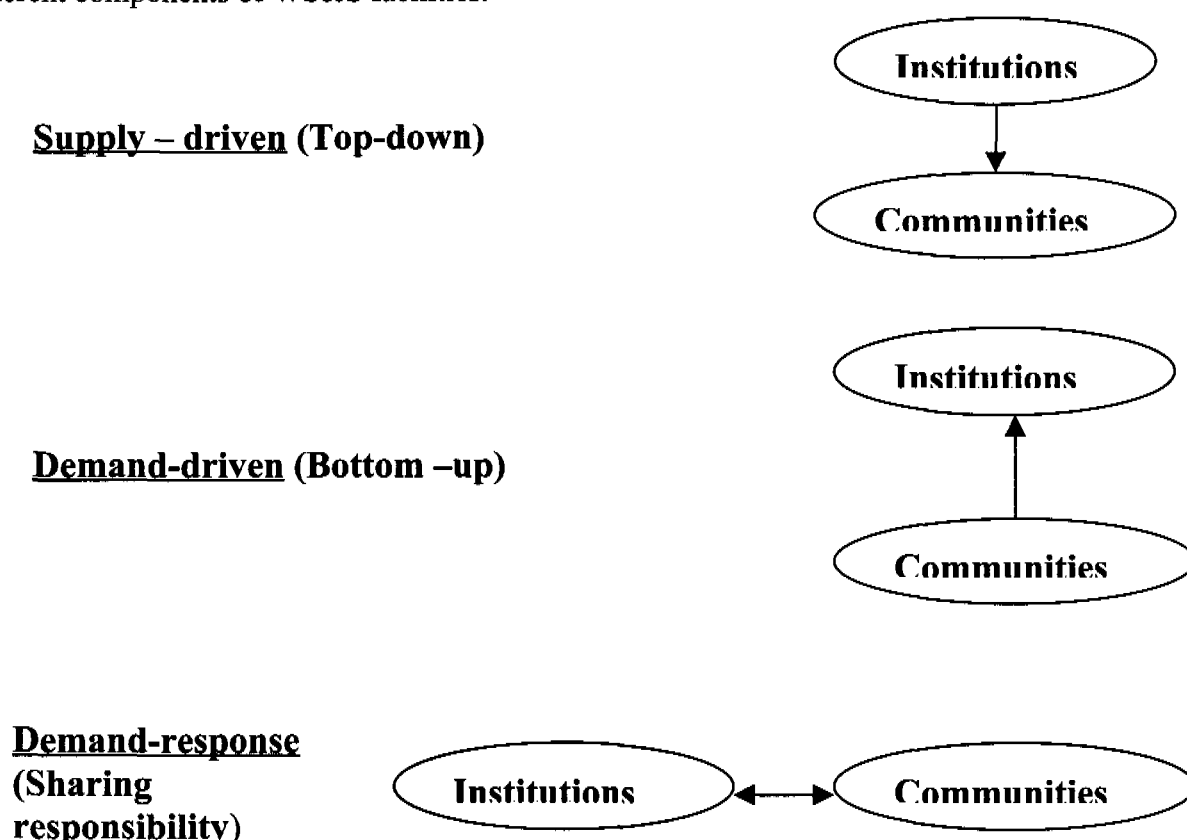 Institutions
Supply – driven (Top-down)
Communities
Institutions
Demand-driven (Bottom –up)
Communities
Demand-response
(Sharing
responsibility)
Institutions
Communities